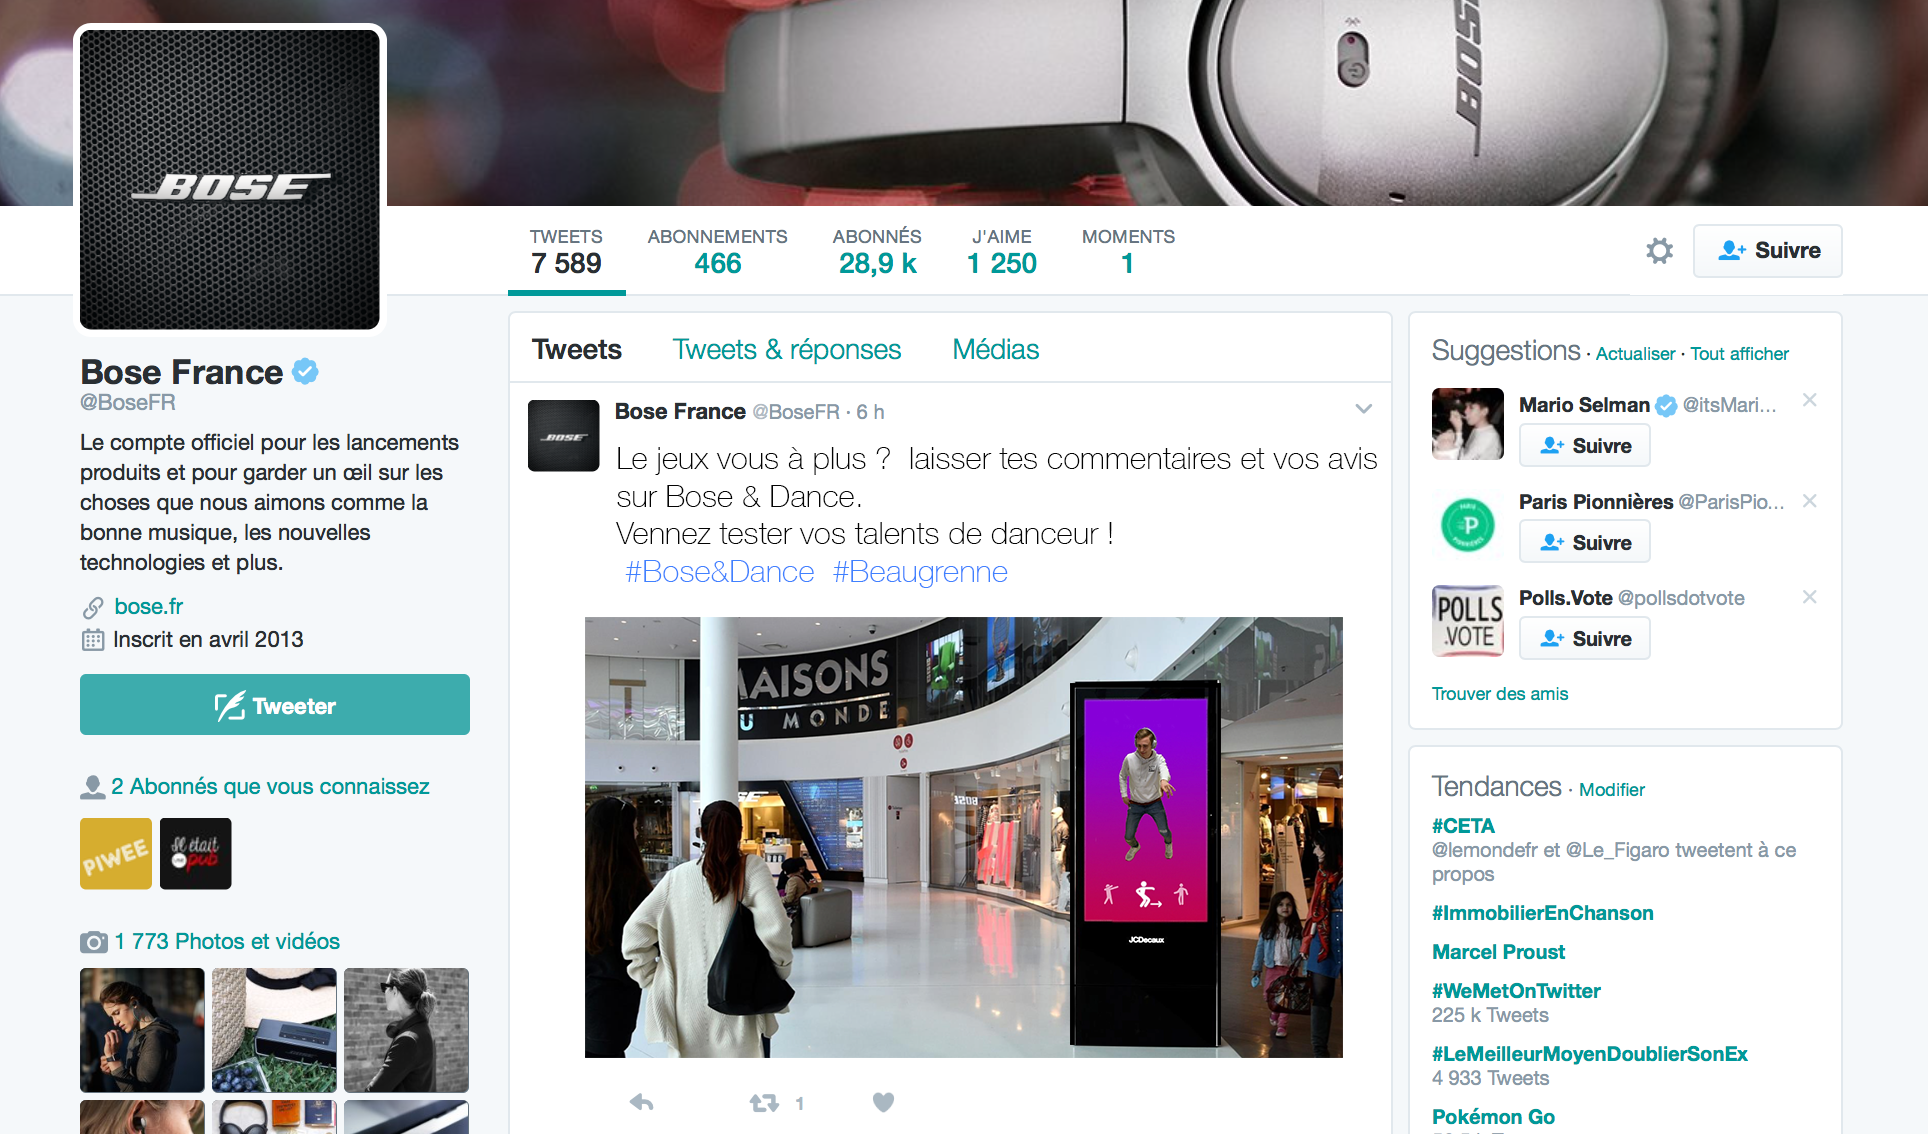 BOSE
BOSE
TWEETS
7 589
ABONNEMENTS
466
ABONNÉS
28,9 k
J'AIME
1 250
MOMENTS
1
Suivre
Bose France
@BoseFR
Le compte officiel pour les lancements
produits et pour garder un œil sur les
choses que nous aimons comme la
bonne musique, les nouvelles
technologies et plus.
bose.fr
Inscrit en avril 2013
Tweeter
2 Abonnés que vous connaissez
PIWEE
Il était
une
pub
1 773 Photos et vidéos
Tweets
Tweets & réponses
Médias
BOSE
Bose France @BoseFR · 6 h
Le jeux vous à plus ? laisser tes commentaires et vos avis
sur Bose & Dance.
Vennez tester vos talents de danceur !
#Bose&Dance #Beaugrenne
MAISONS
DU MONDE
BOSE
JCDecaux
1
Suggestions · Actualiser · Tout afficher
Mario Selman @itsMari...
Suivre
PARIS
P
PIONNIÈRES
Paris Pionnières @ParisPio...
Suivre
POLLS
.VOTE
Polls.Vote @pollsdotvote
Suivre
Trouver des amis
Tendances · Modifier
#CETA
@lemondefr et @Le_Figaro tweetent à ce
propos
#ImmobilierEnChanson
Marcel Proust
#WeMetOnTwitter
225 k Tweets
#LeMeilleurMoyenDoublierSonEx
4 933 Tweets
Pokémon Go